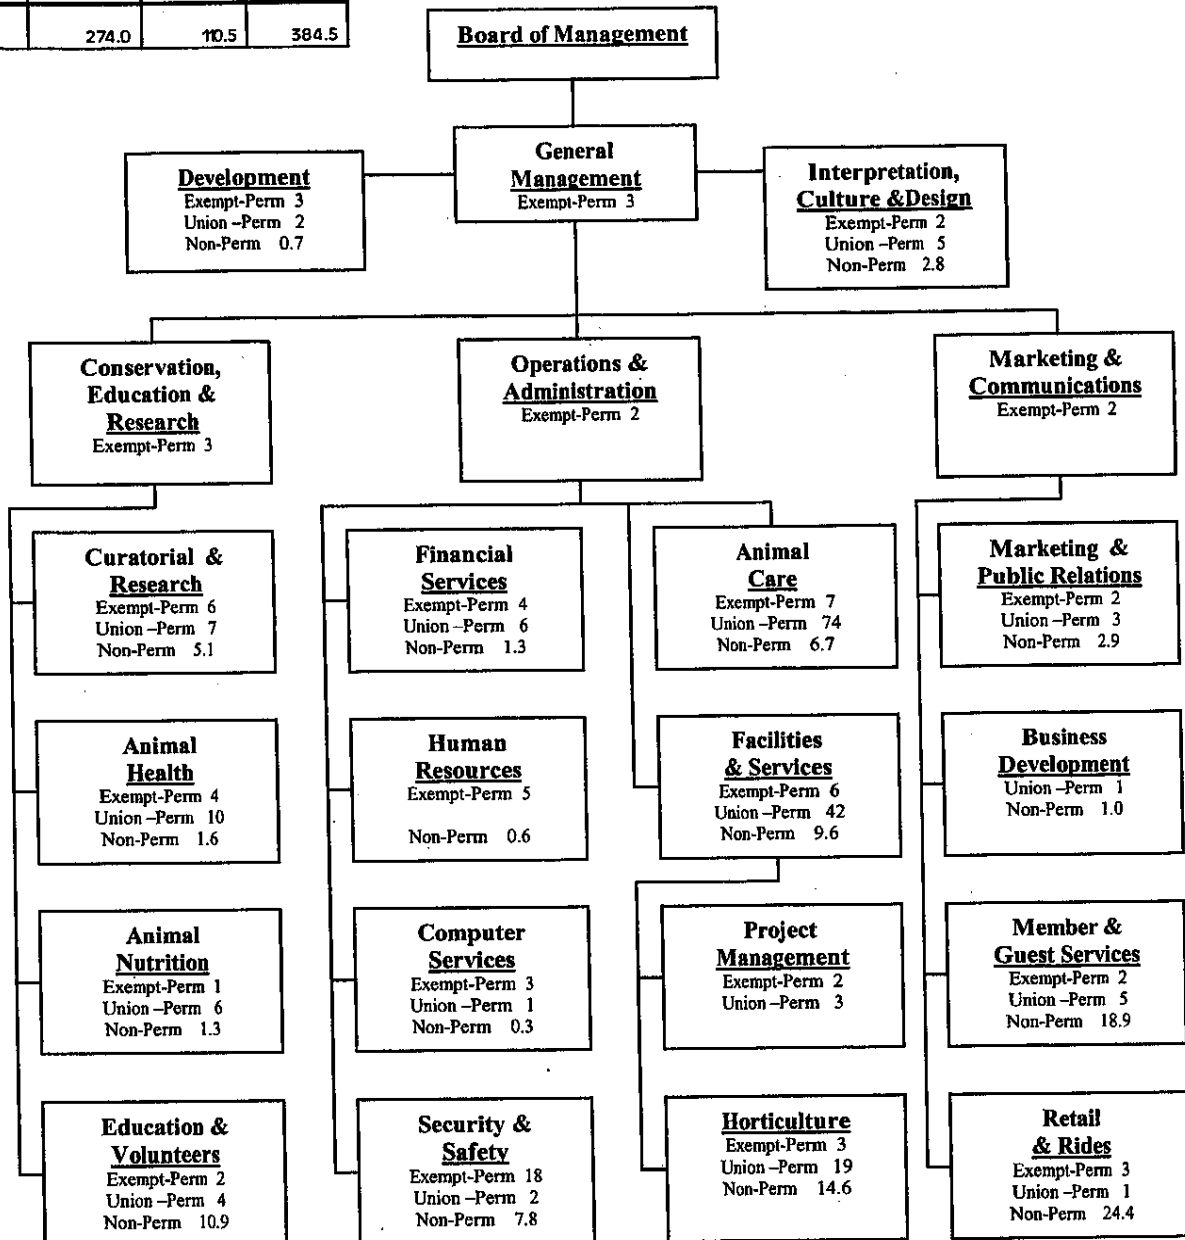 274.0 110.5 384.5
Board of Management
General
Management
Exempt-Perm 3
Development
Exempt-Perm 3
Union –Perm 2
Non-Perm 0.7
Interpretation,
Culture &Design
Exempt-Perm 2
Union –Perm 5
Non-Perm 2.8
Conservation,
Education &
Research
Exempt-Perm 3
Operations &
Administration
Exempt-Perm 2
Marketing &
Communications
Exempt-Perm 2
Curatorial &
Research
Exempt-Perm 6
Union –Perm 7
Non-Perm 5.1
Financial
Services
Exempt-Perm 4
Union –Perm 6
Non-Perm 1.3
Animal
Care
Exempt-Perm 7
Union –Perm 74
Non-Perm 6.7
Marketing &
Public Relations
Exempt-Perm 2
Union –Perm 3
Non-Perm 2.9
Animal
Health
Exempt-Perm 4
Union –Perm 10
Non-Perm 1.6
Human
Resources
Exempt-Perm 5
Non-Perm 0.6
Facilities
& Services
Exempt-Perm 6
Union –Perm 42
Non-Perm 9.6
Business
Development
Union –Perm 1
Non-Perm 1.0
Animal
Nutrition
Exempt-Perm 1
Union –Perm 6
Non-Perm 1.3
Computer
Services
Exempt-Perm 3
Union –Perm 1
Non-Perm 0.3
Project
Management
Exempt-Perm 2
Union –Perm 3
Member &
Guest Services
Exempt-Perm 2
Union –Perm 5
Non-Perm 18.9
Education &
Volunteers
Exempt-Perm 2
Union –Perm 4
Non-Perm 10.9
Security &
Safety
Exempt-Perm 18
Union –Perm 2
Non-Perm 7.8
Horticulture
Exempt-Perm 3
Union –Perm 19
Non-Perm 14.6
Retail
& Rides
Exempt-Perm 3
Union –Perm 1
Non-Perm 24.4